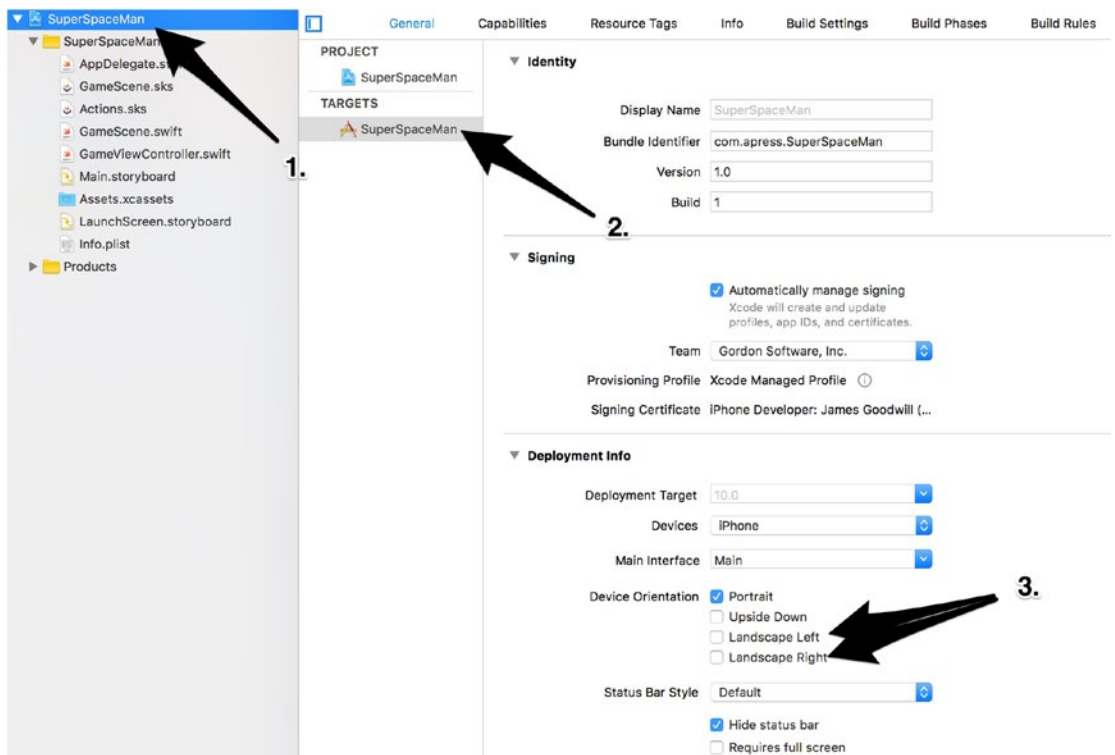 SuperSpaceMan
SuperSpaceMan
AppDelegate.s
GameScene.sks
Actions.sks
GameScene.swift
GameViewController.swift
Main.storyboard
Assets.xcassets
LaunchScreen.storyboard
Info.plist
Products
1.
General Capabilities Resource Tags Info Build Settings Build Phases Build Rules
PROJECT
SuperSpaceMan
TARGETS
SuperSpaceMan
2.
Identity
Display Name SuperSpaceMan
Bundle Identifier com.apress.SuperSpaceMan
Version 1.0
Build 1
Signing
Automatically manage signing
Xcode will create and update
profiles, app IDs, and certificates.
Team Gordon Software, Inc.
Provisioning Profile Xcode Managed Profile
Signing Certificate iPhone Developer: James Goodwill (...
Deployment Info
Deployment Target 10.0
Devices iPhone
Main Interface Main
Device Orientation Portrait
Upside Down
Landscape Left
Landscape Right
3.
Status Bar Style Default
Hide status bar
Requires full screen